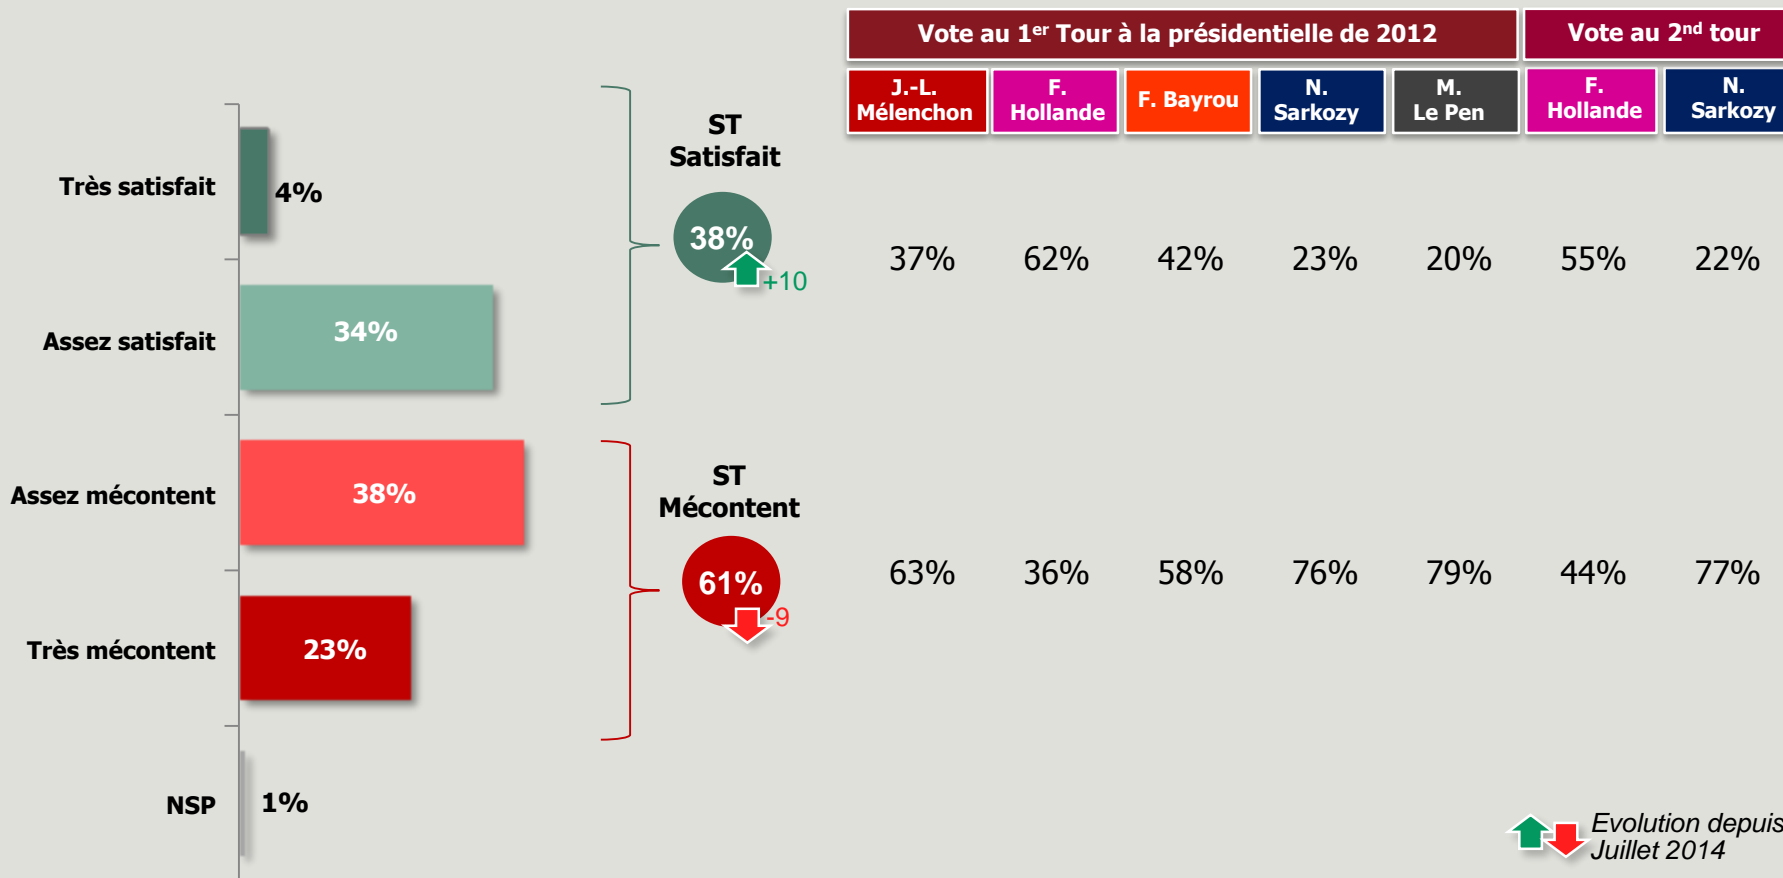 Vote au 1er Tour à la présidentielle de 2012
Vote au 2nd tour
J.-L.
Mélenchon
F.
Hollande
F. Bayrou
N.
Sarkozy
M.
Le Pen
F.
Hollande
N.
Sarkozy
Très satisfait
4%
Assez satisfait
34%
Assez mécontent
38%
Très mécontent
23%
NSP
1%
ST
Satisfait
38%
+10
37% 62% 42% 23% 20% 55% 22%
ST
Mécontent
61%
-9
63% 36% 58% 76% 79% 44% 77%
Evolution depuis
Juillet 2014